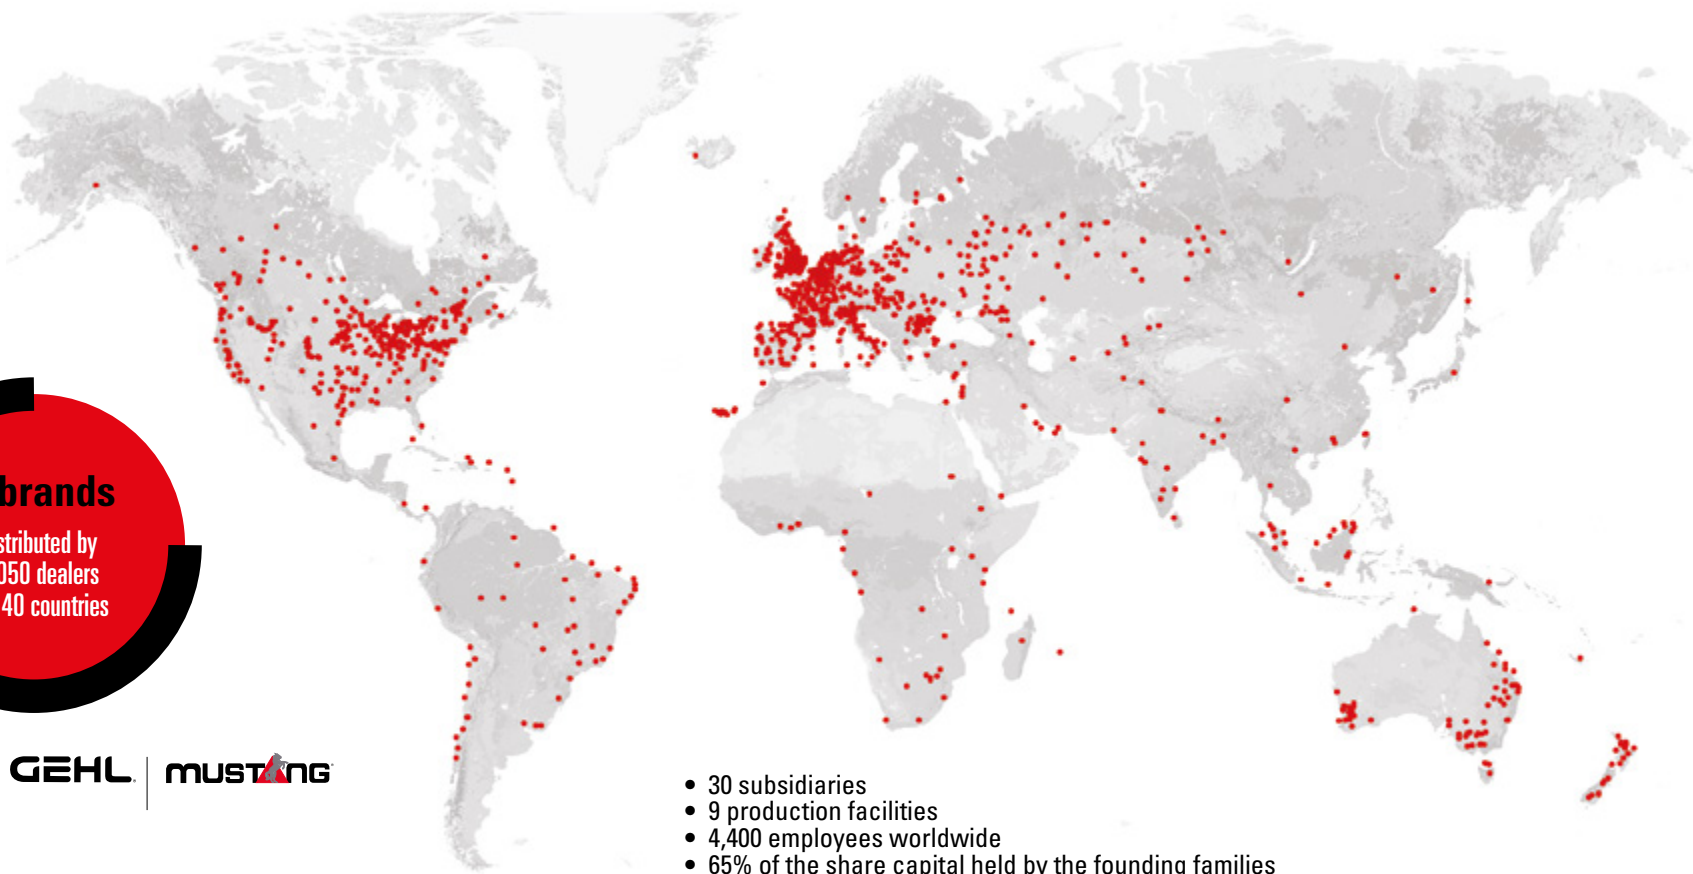 brands
stributed by
050 dealers
40 countries
GEHL
MUSTANG
• 30 subsidiaries
• 9 production facilities
• 4,400 employees worldwide
• 65% of the share capital held by the founding families